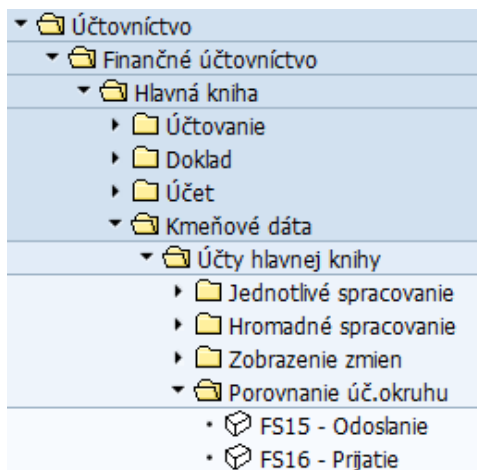 Účtovníctvo
Finančné účtovníctvo
Hlavná kniha
Účtovanie
Doklad
Účet
Kmeňové dáta
Účty hlavnej knihy
Jednotlivé spracovanie
Hromadné spracovanie
Zobrazenie zmien
Porovnanie úč.okruhu
FS15 - Odoslanie
FS16 - Prijatie